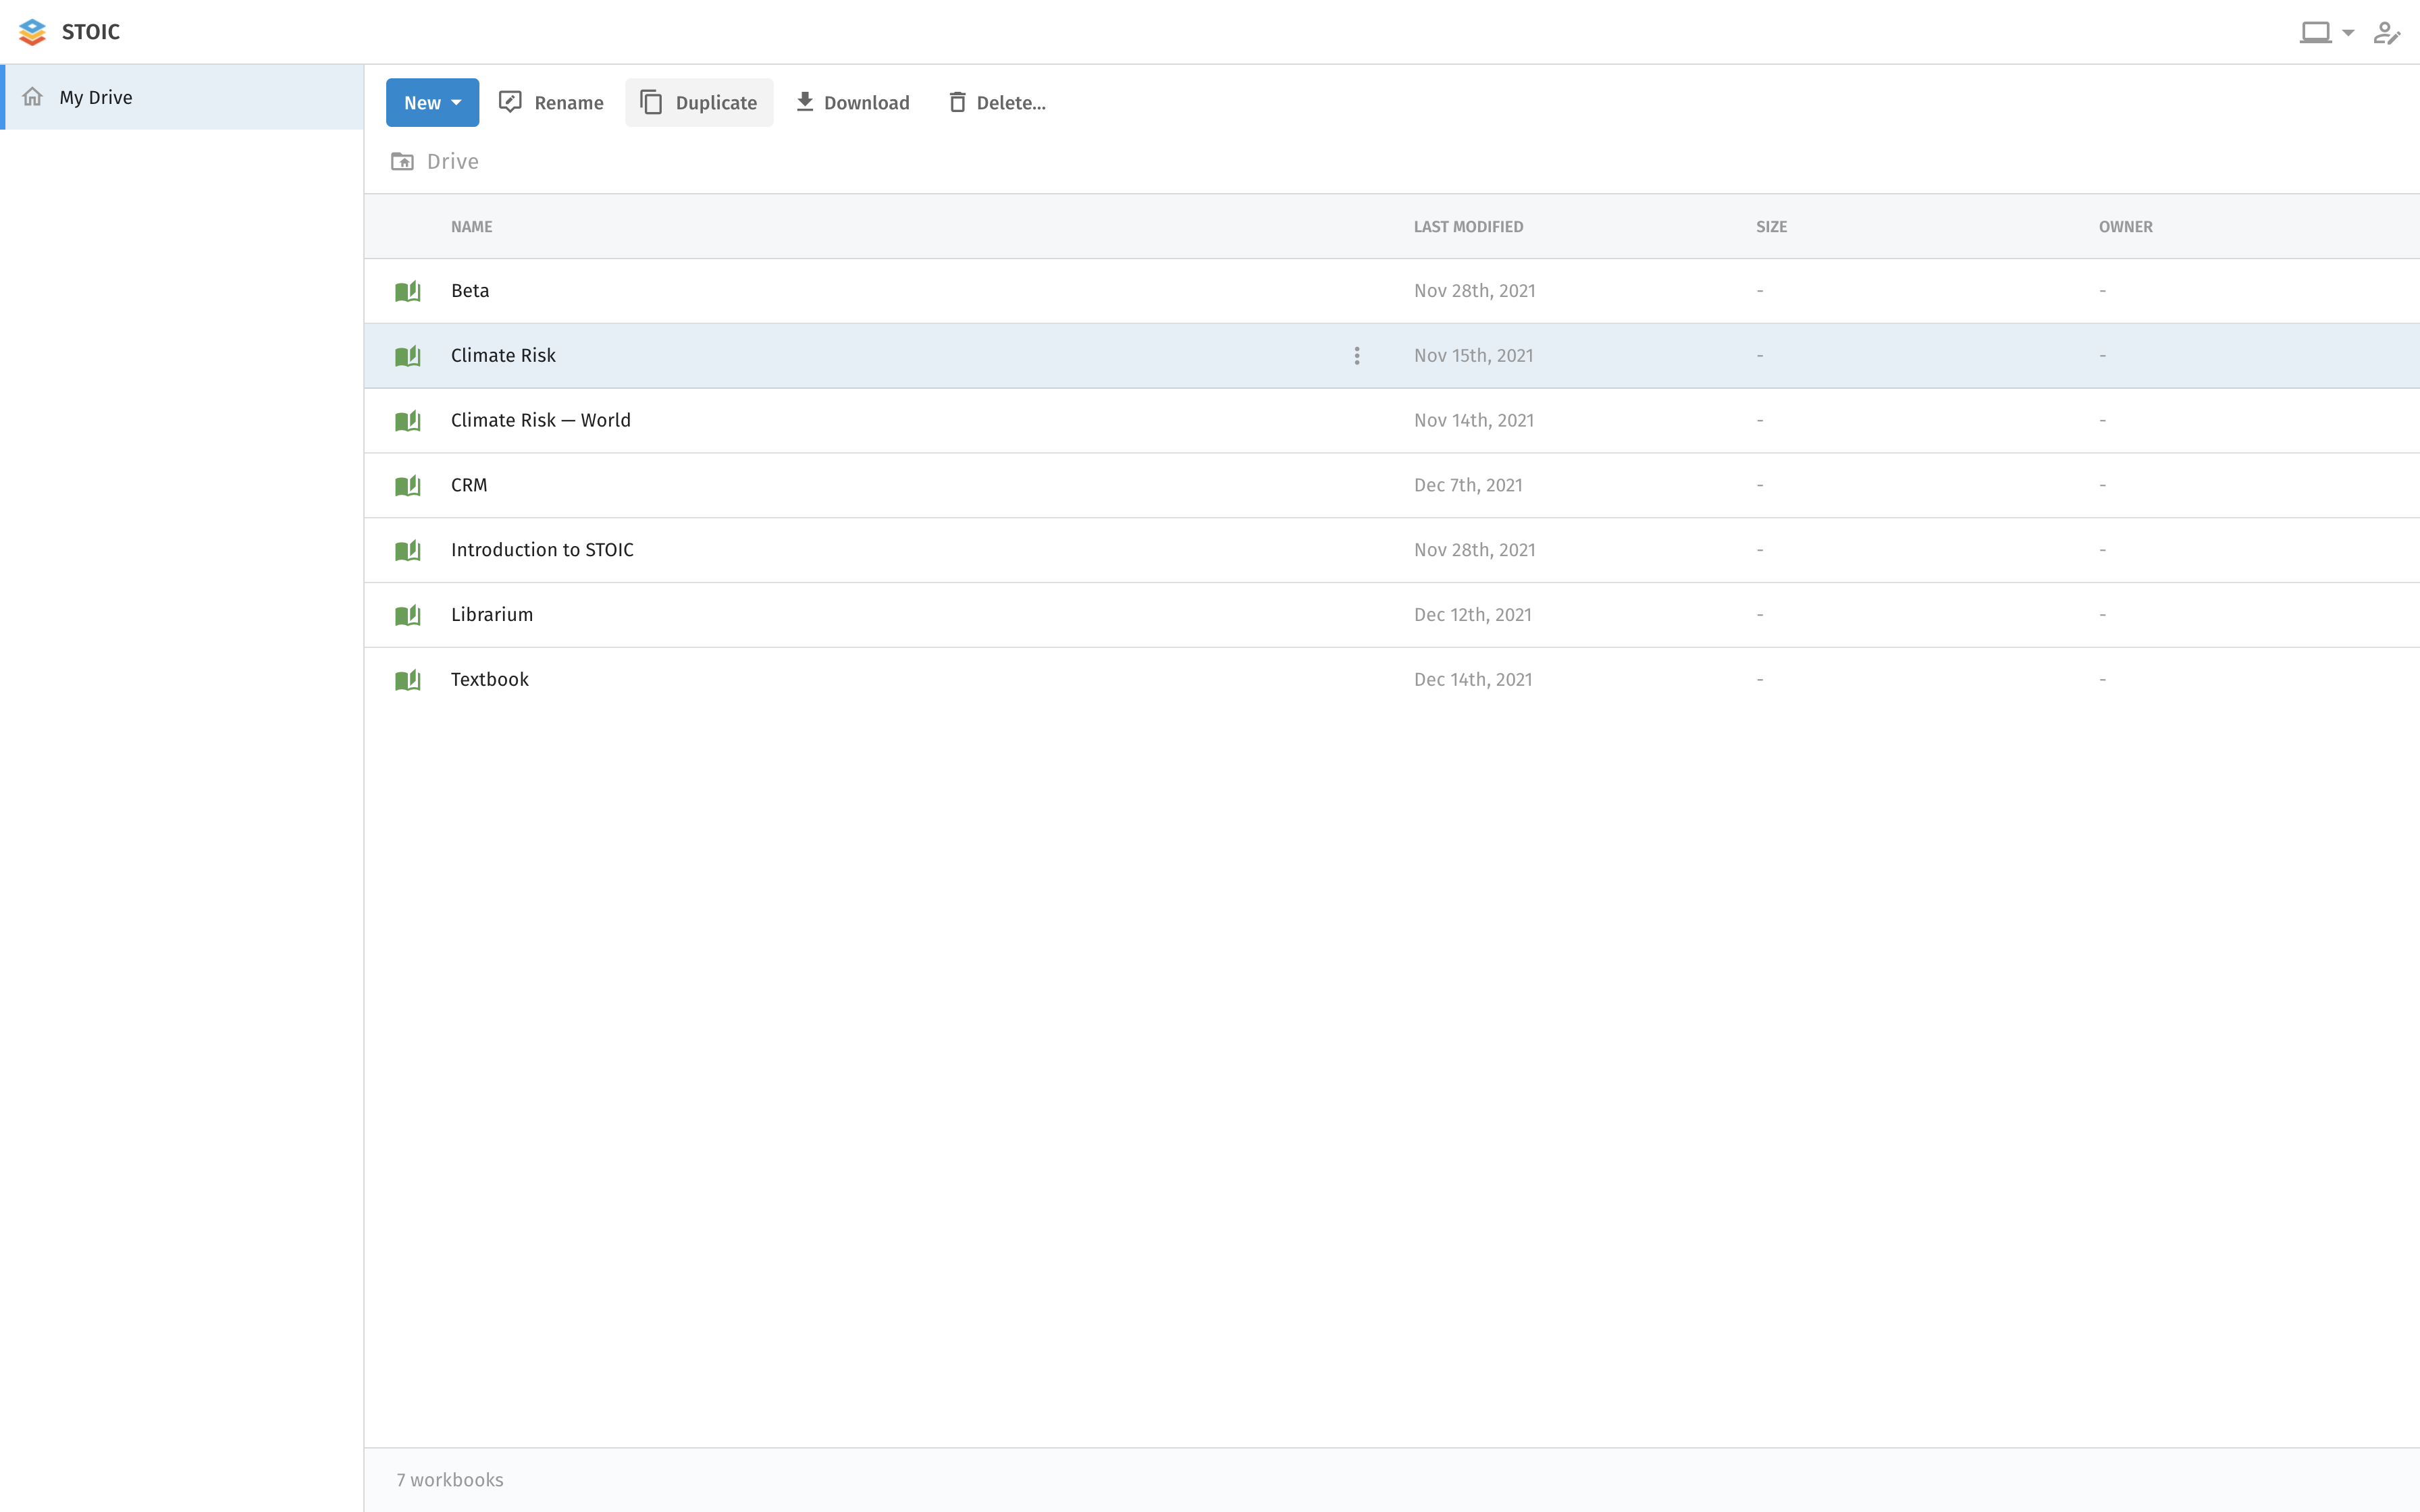 STOIC
My Drive
New Rename Duplicate Download Delete...
Drive
NAME LAST MODIFIED SIZE OWNER
Beta Nov 28th, 2021 - -
Climate Risk Nov 15th, 2021 - -
Climate Risk — World Nov 14th, 2021 - -
CRM Dec 7th, 2021 - -
Introduction to STOIC Nov 28th, 2021 - -
Librarium Dec 12th, 2021 - -
Textbook Dec 14th, 2021 - -
7 workbooks